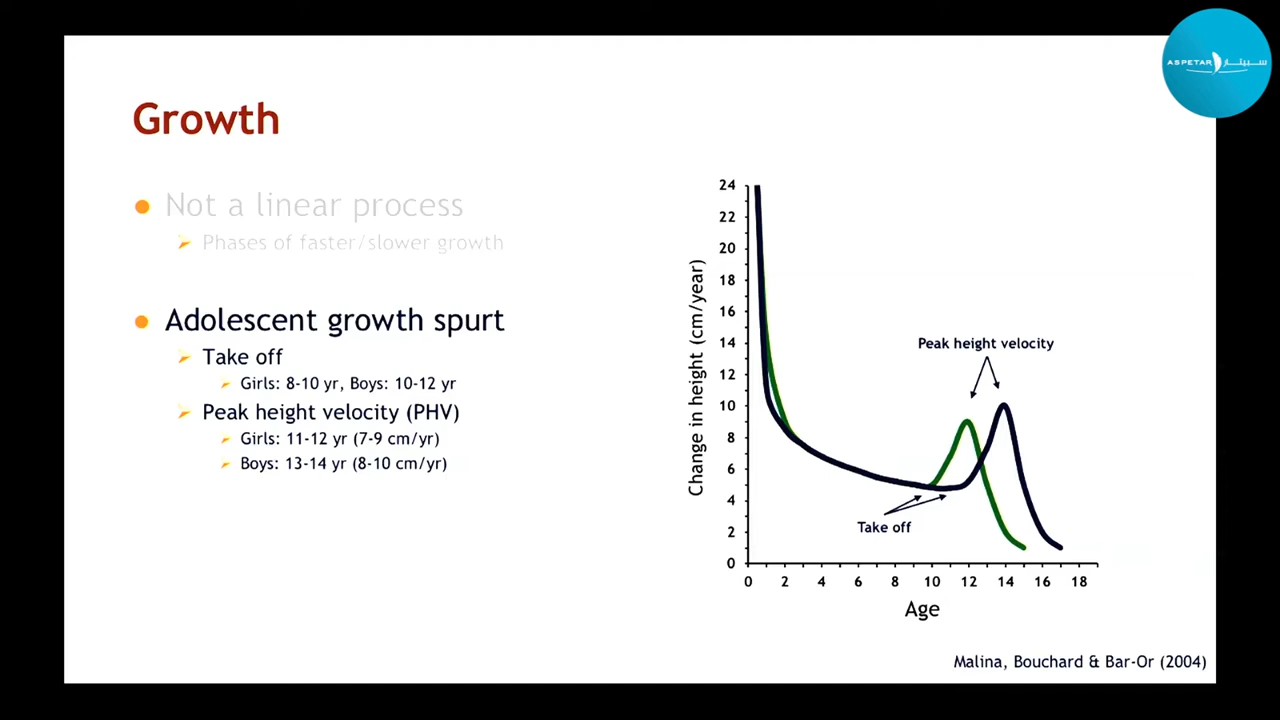 ASPETAR سبيتار
Growth
Not a linear process
Phases of faster/slower growth
Adolescent growth spurt
Take off
Girls: 8-10 yr, Boys: 10-12 yr
Peak height velocity (PHV)
Girls: 11-12 yr (7-9 cm/yr)
Boys: 13-14 yr (8-10 cm/yr)
Change in height (cm/year)
24
22
20
18
16
14
12
10
8
6
4
2
0
Peak height velocity
Take off
0 2 4 6 8 10 12 14 16 18
Age
Malina, Bouchard & Bar-Or (2004)